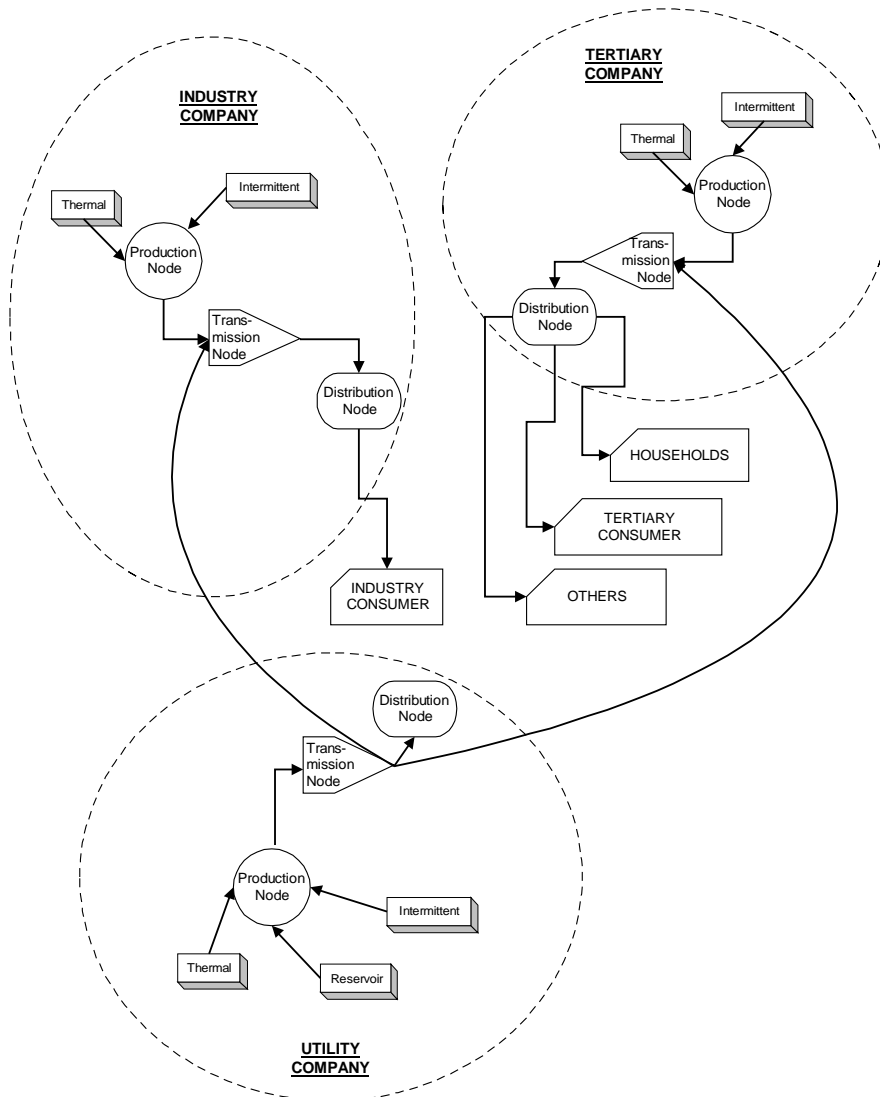 INDUSTRY
COMPANY
Thermal
Intermittent
Production
Node
Trans-
mission
Node
Distribution
Node
INDUSTRY
CONSUMER
TERTIARY
COMPANY
Intermittent
Thermal
Production
Node
Trans-
mission
Node
Distribution
Node
HOUSEHOLDS
TERTIARY
CONSUMER
OTHERS
Distribution
Node
Trans-
mission
Node
Production
Node
Intermittent
Thermal
Reservoir
UTILITY
COMPANY